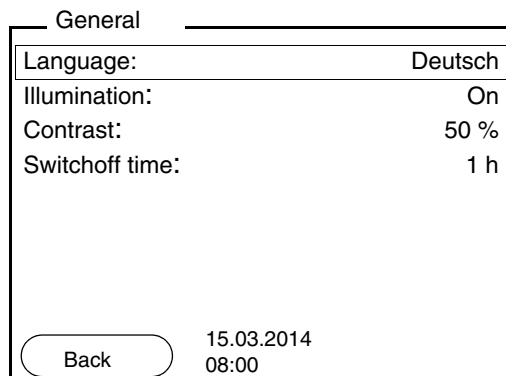 General
Language: Deutsch
Illumination: On
Contrast: 50 %
Switchoff time: 1 h
15.03.2014
Back 08:00